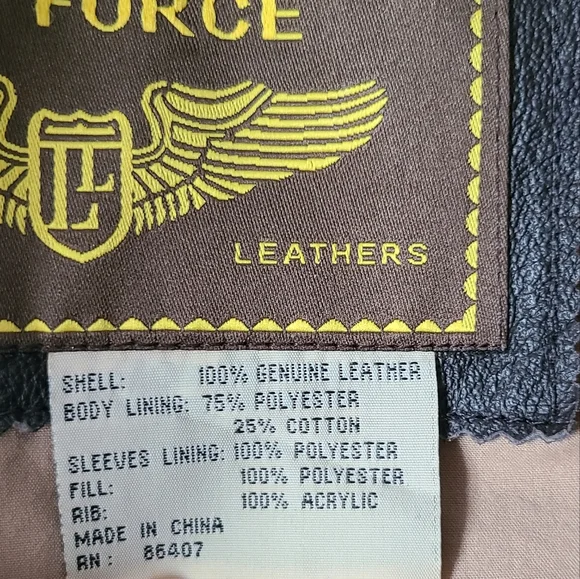 FORCE
LL
LEATHERS
SHELL: 100% GENUINE LEATHER
BODY LINING: 75% POLYESTER
25% COTTON
SLEEVES LINING: 100% POLYESTER
FILL: 100% POLYESTER
RIB: 100% ACRYLIC
MADE IN CHINA
RN: 86407